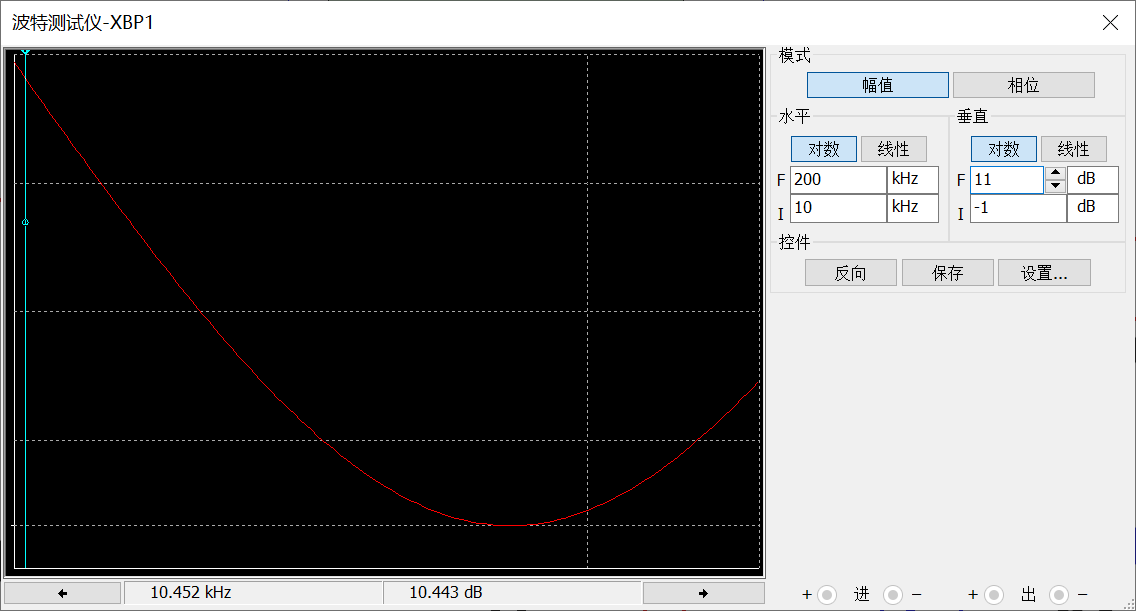 波特测试仪-XBP1
模式
幅值 相位
水平 垂直
对数 线性 对数 线性
F 200 kHz F 11 dB
I 10 kHz I -1 dB
控件
反向 保存 设置...
10.452 kHz 10.443 dB
+ 进 − + 出 −